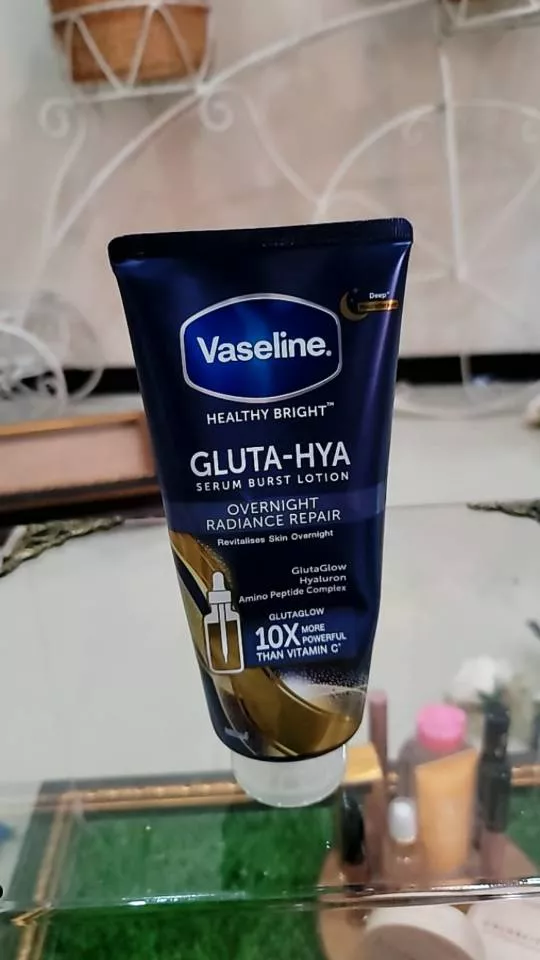 Deep*
Vaseline.
HEALTHY BRIGHT™
GLUTA-HYA
SERUM BURST LOTION
OVERNIGHT
RADIANCE REPAIR
Revitalises Skin Overnight
GlutaGlow
Hyaluron
Amino Peptide Complex
GLUTAGLOW
10X MORE
POWERFUL
THAN VITAMIN C*